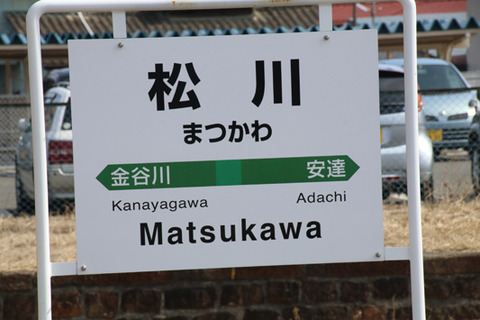 松川
まつかわ
金谷川 安達
Kanayagawa Adachi
Matsukawa